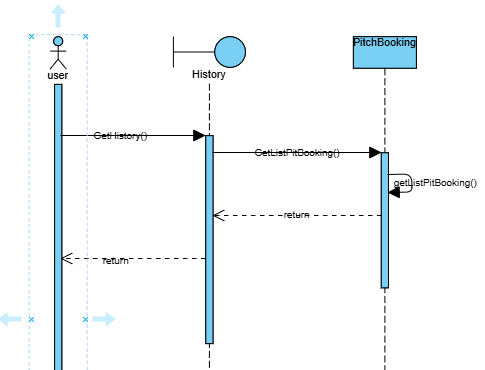 PitchBooking
user
History
GetHistory()
GetListPitBooking()
getListPitBooking()
return
return